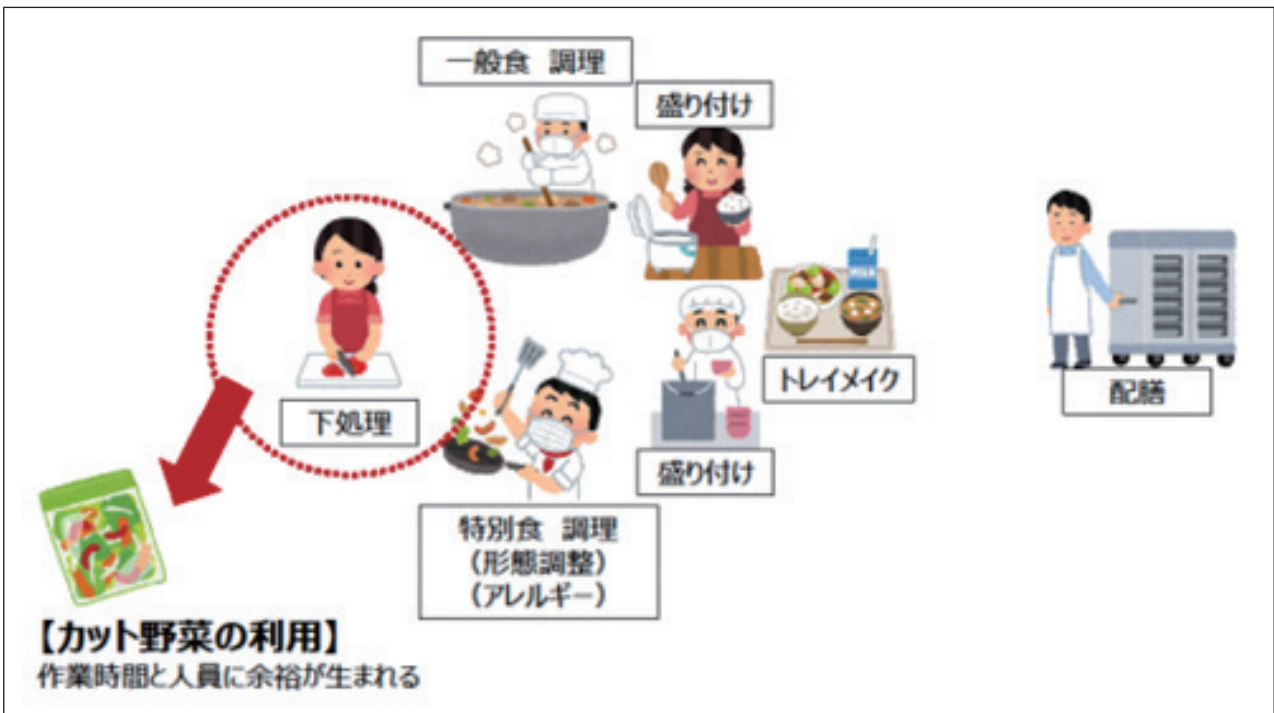 一般食 調理
盛り付け
MILK
トレイメイク
配膳
下処理
盛り付け
特別食 調理
(形態調整)
(アレルギー)
【カット野菜の利用】
作業時間と人員に余裕が生まれる